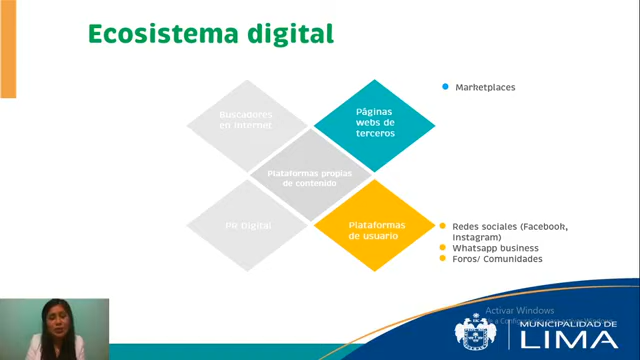 Ecosistema digital
Buscadores
en internet
Páginas
webs de
terceros
Marketplaces
Plataformas propias
de contenido
PR Digital
Plataformas
de usuario
Redes sociales (Facebook,
Instagram)
Whatsapp business
Foros/ Comunidades
Activar Windows
MUNICIPALIDAD DE
LIMA